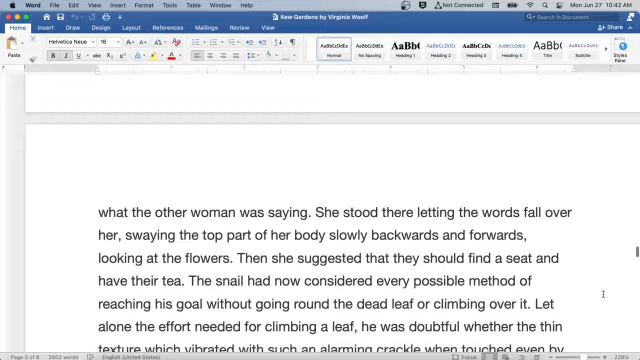 Word File Edit View Insert Format Tools Table Window Help Not Connected Mon Jun 27 10:42 AM
Kew Gardens by Virginia Woolf Search in Document
Home Insert Draw Design Layout References Mailings Review View Share
Paste Helvetica Neue 16 AaBbCcDdEe AaBbCcDdEe AaBbC AaBbCcDdEe AaBbCcDdE AaBbCcDdEe AaBbC AaBbCcDdEe
Normal No Spacing Heading 1 Heading 2 Heading 3 Heading 4 Title Subtitle Styles Pane
what the other woman was saying. She stood there letting the words fall over
her, swaying the top part of her body slowly backwards and forwards,
looking at the flowers. Then she suggested that they should find a seat and
have their tea. The snail had now considered every possible method of
reaching his goal without going round the dead leaf or climbing over it. Let
alone the effort needed for climbing a leaf, he was doubtful whether the thin
texture which vibrated with such an alarming crackle when touched even by
Page 5 of 8 2602 words English (United States) Focus